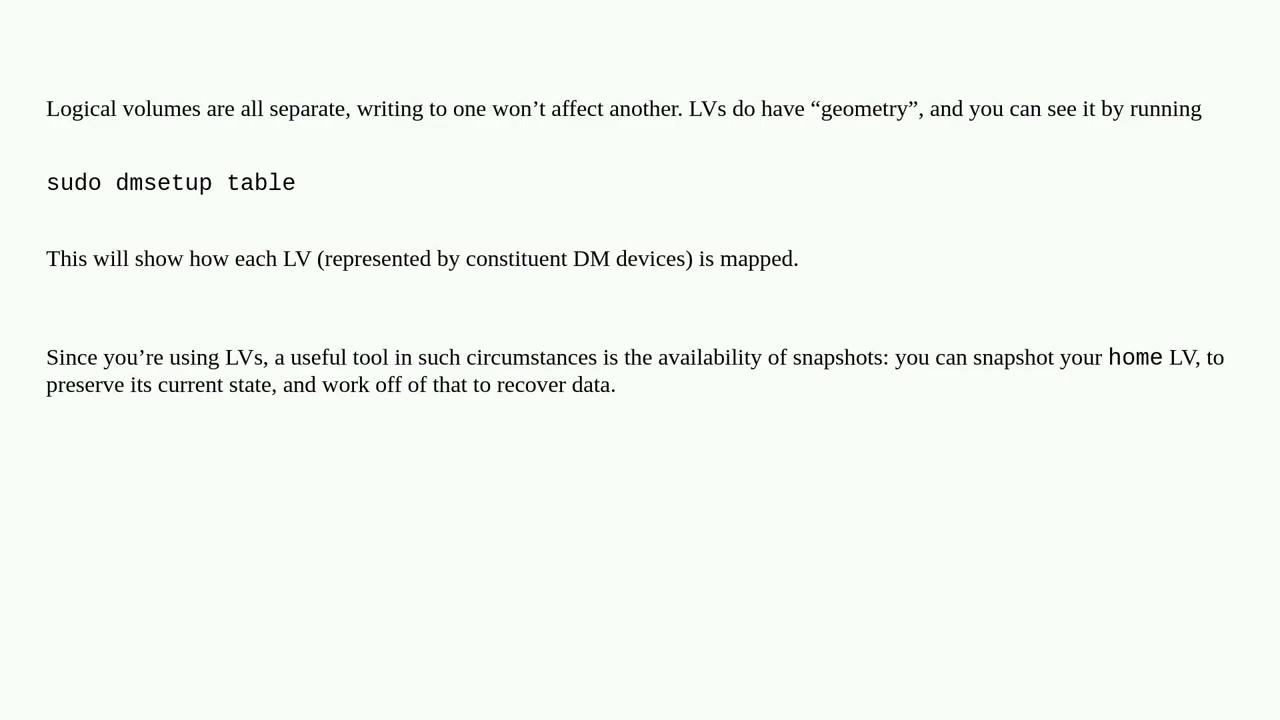 Logical volumes are all separate, writing to one won’t affect another. LVs do have “geometry”, and you can see it by running
sudo dmsetup table
This will show how each LV (represented by constituent DM devices) is mapped.
Since you’re using LVs, a useful tool in such circumstances is the availability of snapshots: you can snapshot your home LV, to
preserve its current state, and work off of that to recover data.